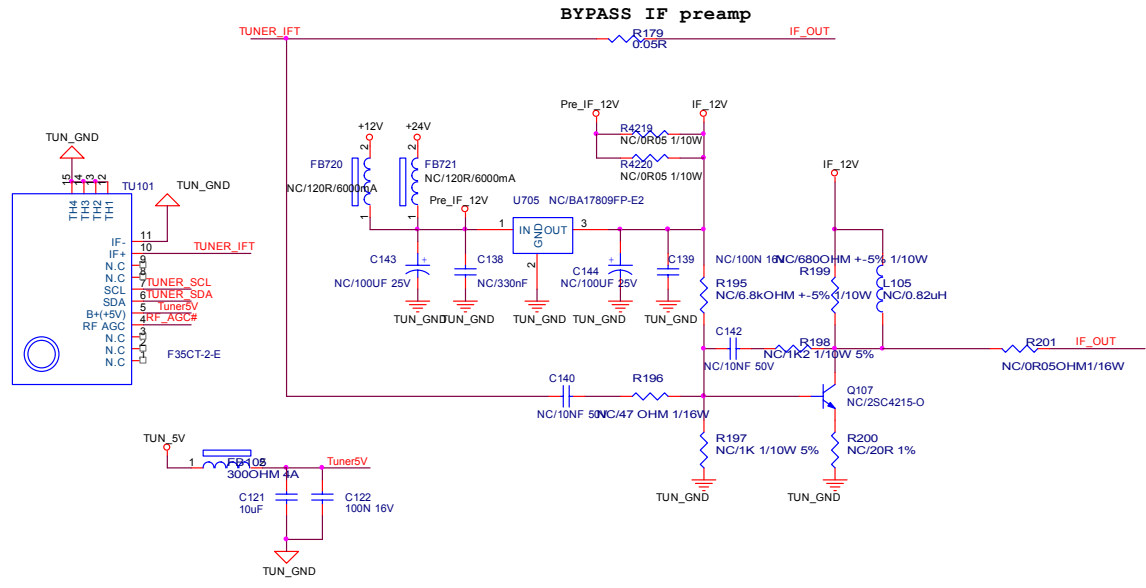 BYPASS IF preamp
TUNER_IFT
R179
0.05R
IF_OUT
Pre_IF_12V
IF_12V
R4219
NC/0R05 1/10W
R4220
NC/0R05 1/10W
+12V
+24V
2
2
FB720
NC/120R/6000mA
FB721
NC/120R/6000mA
1
1
Pre_IF_12V
U705
NC/BA17809FP-E2
1
IN
GND
OUT
3
2
C143
NC/100UF 25V
C138
NC/330nF
C144
NC/100UF 25V
C139
NC/100N 16V
TUN_GND
TUN_GND
TUN_GND
TUN_GND
TUN_GND
IF_12V
NC/680OHM +-5% 1/10W
R199
L105
NC/0.82uH
R195
NC/6.8kOHM +-5% 1/10W
C142
NC/10NF 50V
R198
NC/1K2 1/10W 5%
R201
NC/0R05OHM1/16W
IF_OUT
C140
NC/10NF 50V
R196
NC/47 OHM 1/16W
Q107
NC/2SC4215-O
R197
NC/1K 1/10W 5%
R200
NC/20R 1%
TUN_GND
TUN_GND
TUN_GND
TU101
TUN_GND
15
14
13
12
TH4
TH3
TH2
TH1
IF- 11
IF+ 10
TUNER_IFT
N.C 9
N.C 8
SCL 7 TUNER_SCL
SDA 6 TUNER_SDA
B+(+5V) 5 Tuner5V
RF AGC 4 RF_AGC#
N.C 3
N.C 2
N.C 1
F35CT-2-E
TUN_5V
1
2
FB105
300OHM 4A
Tuner5V
C121
10uF
C122
100N 16V
TUN_GND